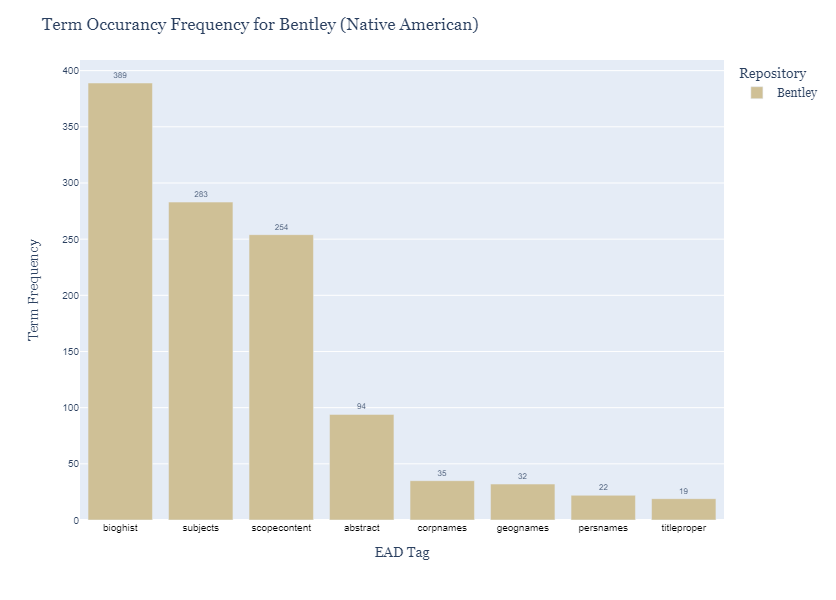 Term Occurancy Frequency for Bentley (Native American)
Repository
Bentley
400
350
300
250
200
150
100
50
0
Term Frequency
389
283
254
94
35
32
22
19
bioghist
subjects
scopecontent
abstract
corpnames
geognames
persnames
titleproper
EAD Tag